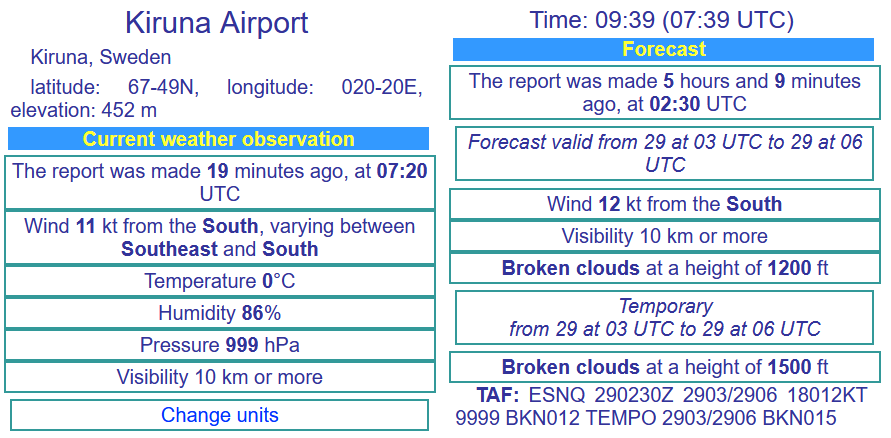 Kiruna Airport
Kiruna, Sweden
latitude: 67-49N, longitude: 020-20E,
elevation: 452 m
Current weather observation
The report was made 19 minutes ago, at 07:20
UTC
Wind 11 kt from the South, varying between
Southeast and South
Temperature 0°C
Humidity 86%
Pressure 999 hPa
Visibility 10 km or more
Change units
Time: 09:39 (07:39 UTC)
Forecast
The report was made 5 hours and 9 minutes
ago, at 02:30 UTC
Forecast valid from 29 at 03 UTC to 29 at 06
UTC
Wind 12 kt from the South
Visibility 10 km or more
Broken clouds at a height of 1200 ft
Temporary
from 29 at 03 UTC to 29 at 06 UTC
Broken clouds at a height of 1500 ft
TAF: ESNQ 290230Z 2903/2906 18012KT
9999 BKN012 TEMPO 2903/2906 BKN015